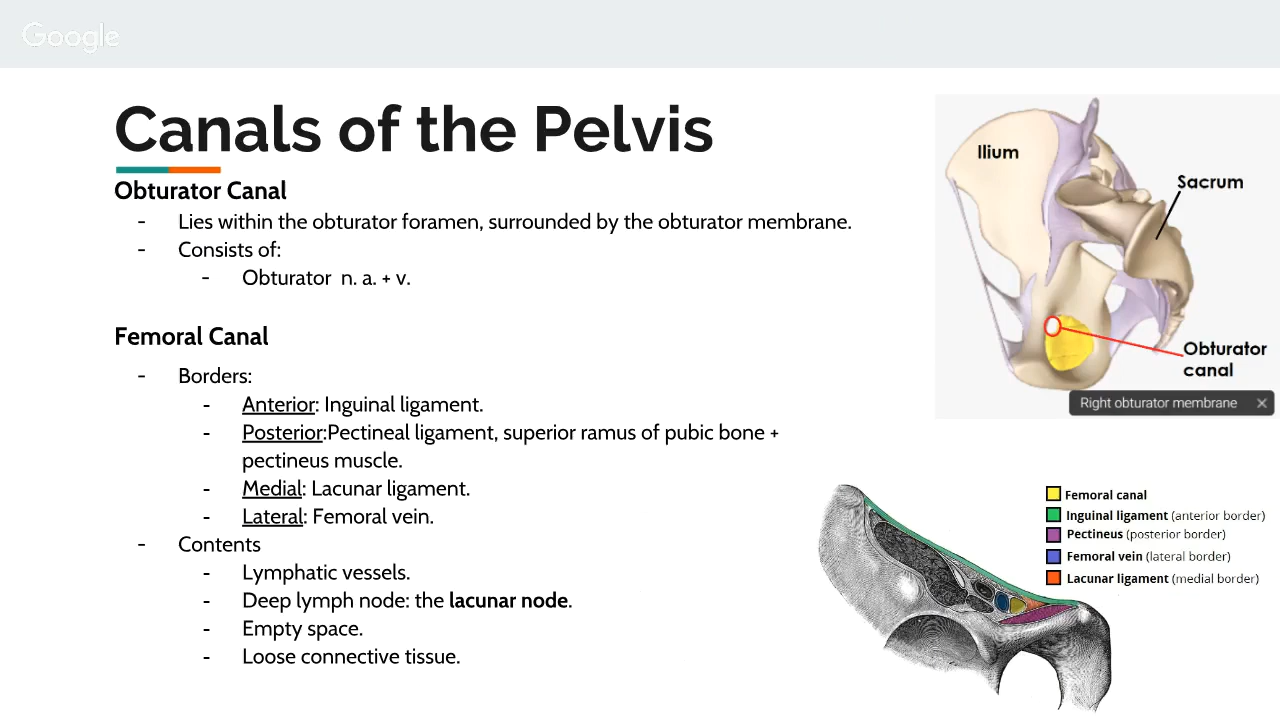 Google
Canals of the Pelvis
Obturator Canal
- Lies within the obturator foramen, surrounded by the obturator membrane.
- Consists of:
- Obturator n. a. + v.
Femoral Canal
- Borders:
- Anterior: Inguinal ligament.
- Posterior:Pectineal ligament, superior ramus of pubic bone +
pectineus muscle.
- Medial: Lacunar ligament.
- Lateral: Femoral vein.
- Contents
- Lymphatic vessels.
- Deep lymph node: the lacunar node.
- Empty space.
- Loose connective tissue.
Ilium
Sacrum
Obturator
canal
Right obturator membrane ×
Femoral canal
Inguinal ligament (anterior border)
Pectineus (posterior border)
Femoral vein (lateral border)
Lacunar ligament (medial border)